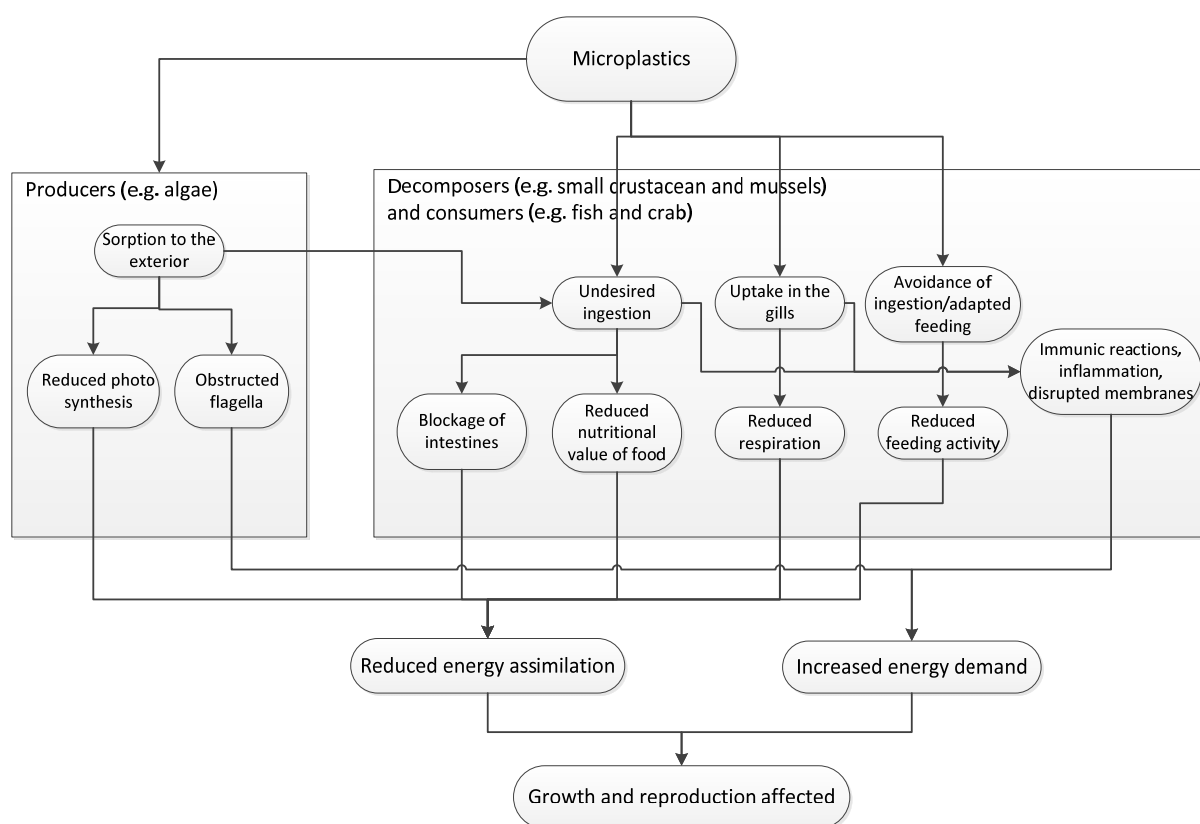 Microplastics
Producers (e.g. algae)
Decomposers (e.g. small crustacean and mussels)
and consumers (e.g. fish and crab)
Sorption to the
exterior
Undesired
ingestion
Uptake in the
gills
Avoidance of
ingestion/adapted
feeding
Immunic reactions,
inflammation,
disrupted membranes
Reduced photo
synthesis
Obstructed
flagella
Blockage of
intestines
Reduced
nutritional
value of food
Reduced
respiration
Reduced
feeding activity
Reduced energy assimilation
Increased energy demand
Growth and reproduction affected